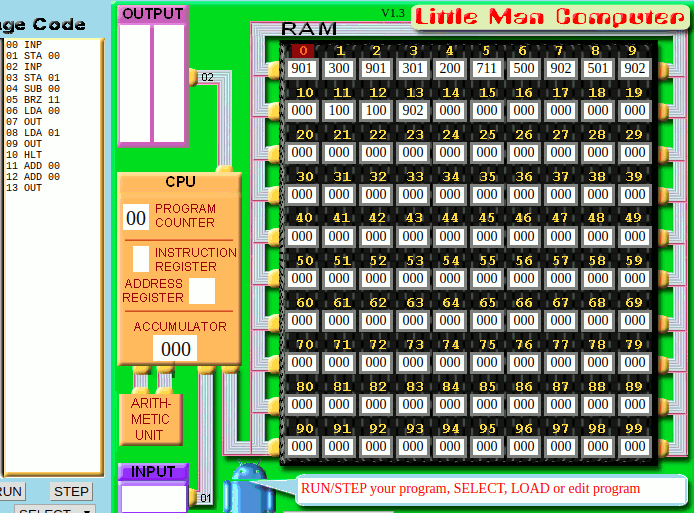 OUTPUT
V1.3
Little Man Computer
age Code
RAM
00 INP
01 STA 00
02 INP
03 STA 01
04 SUB 00
05 BRZ 11
06 LDA 00
07 OUT
08 LDA 01
09 OUT
10 HLT
11 ADD 00
12 ADD 00
13 OUT
02
CPU
00 PROGRAM COUNTER
INSTRUCTION REGISTER
ADDRESS REGISTER
ACCUMULATOR
000
ARITH-
METIC
UNIT
INPUT
01
0 1 2 3 4 5 6 7 8 9
901 300 901 301 200 711 500 902 501 902
10 11 12 13 14 15 16 17 18 19
000 100 100 902 000 000 000 000 000 000
20 21 22 23 24 25 26 27 28 29
000 000 000 000 000 000 000 000 000 000
30 31 32 33 34 35 36 37 38 39
000 000 000 000 000 000 000 000 000 000
40 41 42 43 44 45 46 47 48 49
000 000 000 000 000 000 000 000 000 000
50 51 52 53 54 55 56 57 58 59
000 000 000 000 000 000 000 000 000 000
60 61 62 63 64 65 66 67 68 69
000 000 000 000 000 000 000 000 000 000
70 71 72 73 74 75 76 77 78 79
000 000 000 000 000 000 000 000 000 000
80 81 82 83 84 85 86 87 88 89
000 000 000 000 000 000 000 000 000 000
90 91 92 93 94 95 96 97 98 99
000 000 000 000 000 000 000 000 000 000
RUN/STEP your program, SELECT, LOAD or edit program
RUN STEP
SELECT